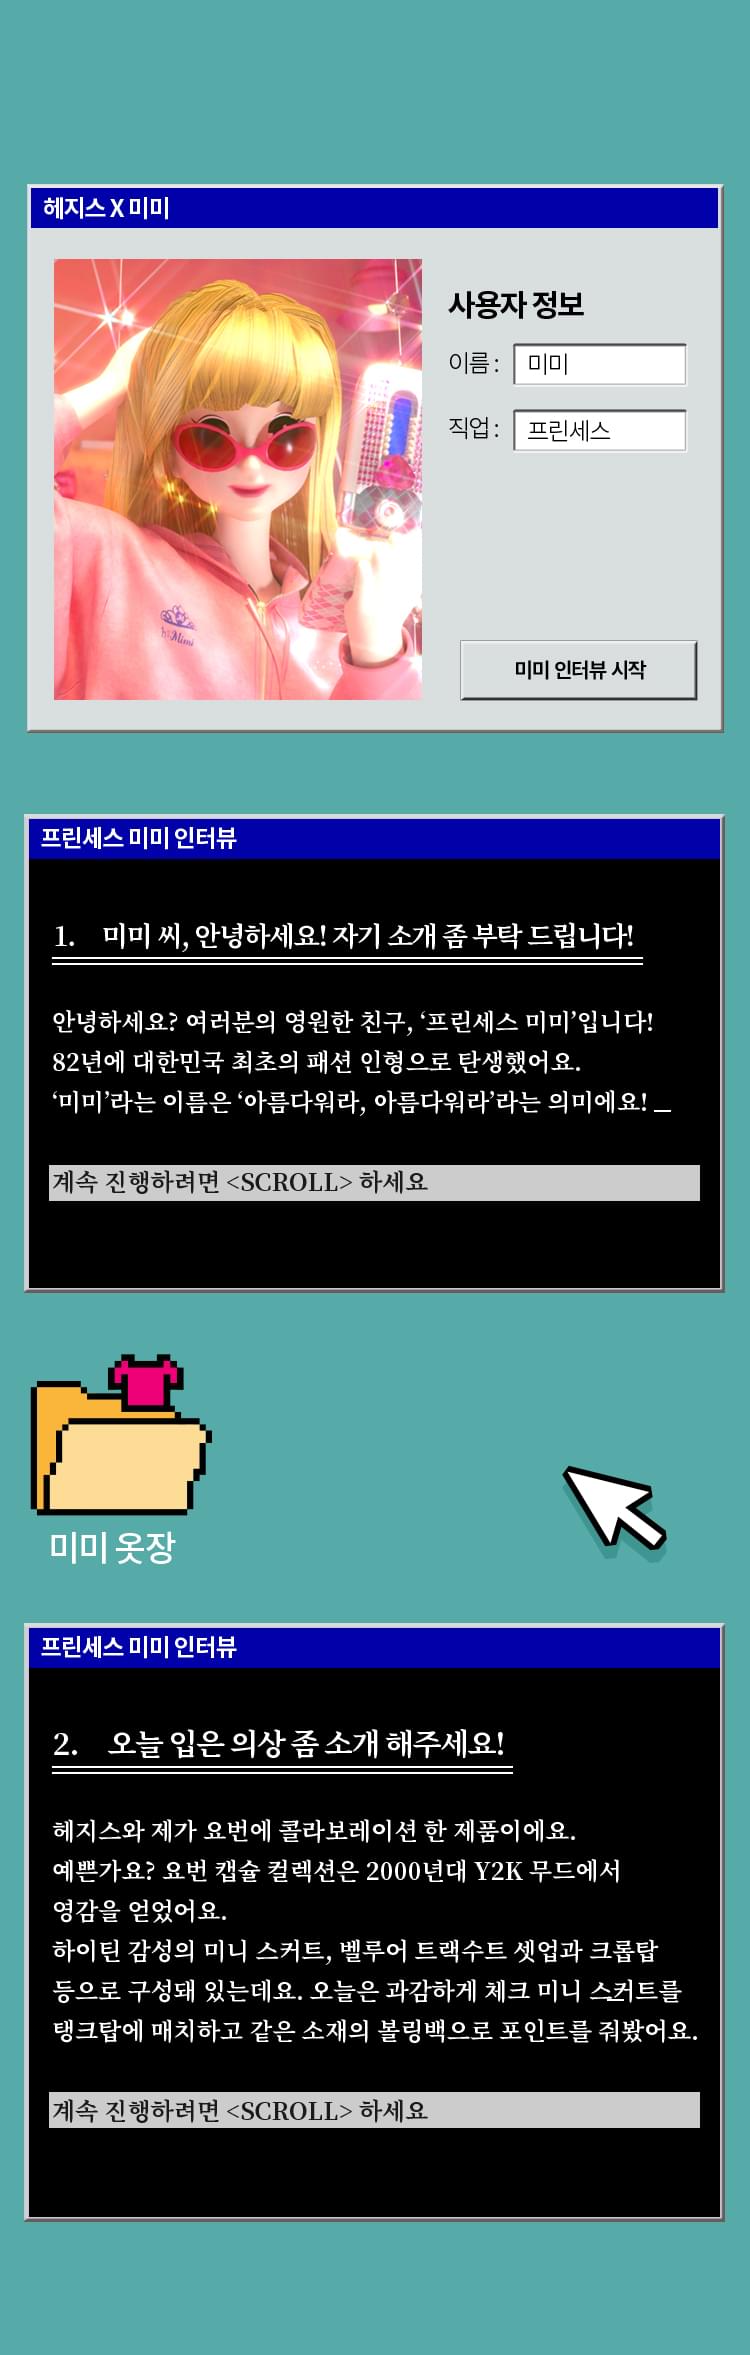 헤지스 X 미미
사용자 정보
이름 : 미미
직업 : 프린세스
Mimi
미미 인터뷰 시작
프린세스 미미 인터뷰
1. 미미 씨, 안녕하세요! 자기 소개 좀 부탁 드립니다!
안녕하세요? 여러분의 영원한 친구, ‘프린세스 미미’입니다!
82년에 대한민국 최초의 패션 인형으로 탄생했어요.
‘미미’라는 이름은 ‘아름다워라, 아름다워라’라는 의미에요! _
계속 진행하려면 <SCROLL> 하세요
미미 옷장
프린세스 미미 인터뷰
2. 오늘 입은 의상 좀 소개 해주세요!
헤지스와 제가 요번에 콜라보레이션 한 제품이에요.
예쁜가요? 요번 캡슐 컬렉션은 2000년대 Y2K 무드에서
영감을 얻었어요.
하이틴 감성의 미니 스커트, 벨루어 트랙수트 셋업과 크롭탑
등으로 구성돼 있는데요. 오늘은 과감하게 체크 미니 스커트를
탱크탑에 매치하고 같은 소재의 볼링백으로 포인트를 줘봤어요.
계속 진행하려면 <SCROLL> 하세요